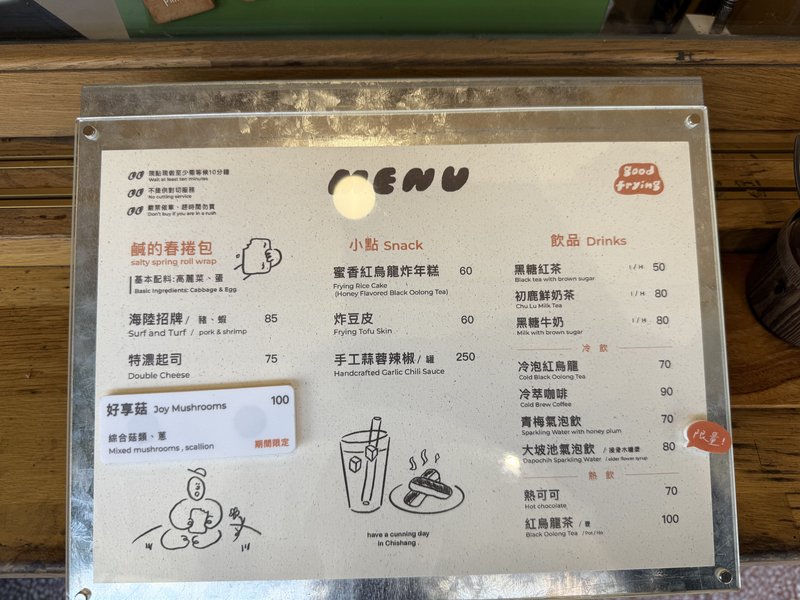 現點現做至少需等候10分鐘
Wait at least ten minutes
不提供對切服務
No cutting service
嚴禁催單、趕時間勿買
Don't buy if you are in a rush
MENU
good
frying
鹹的春捲包
salty spring roll wrap
基本配料:高麗菜、蛋
Basic Ingredients: Cabbage & Egg
海陸招牌 / 豬、蝦 85
Surf and Turf / pork & shrimp
特濃起司 75
Double Cheese
好享菇 Joy Mushrooms 100
綜合菇類、蔥
Mixed mushrooms , scallion
期間限定
小點 Snack
蜜香紅烏龍炸年糕 60
Frying Rice Cake
(Honey Flavored Black Oolong Tea)
炸豆皮 60
Frying Tofu Skin
手工蒜蓉辣椒 / 罐 250
Handcrafted Garlic Chili Sauce
have a cunning day
in Chishang .
飲品 Drinks
黑糖紅茶 I / H 50
Black tea with brown sugar
初鹿鮮奶茶 I / H 80
Chu Lu Milk Tea
黑糖牛奶 I / H 80
Milk with brown sugar
冷飲
冷泡紅烏龍 70
Cold Black Oolong Tea
冷萃咖啡 90
Cold Brew Coffee
青梅氣泡飲 70
Sparkling Water with honey plum
大坡池氣泡飲 / 接骨木糖漿 80
Dapochih Sparkling Water / elder flower syrup
限量!
熱飲
熱可可 70
Hot chocolate
紅烏龍茶 / 壺 100
Black Oolong Tea / Pot / Hot